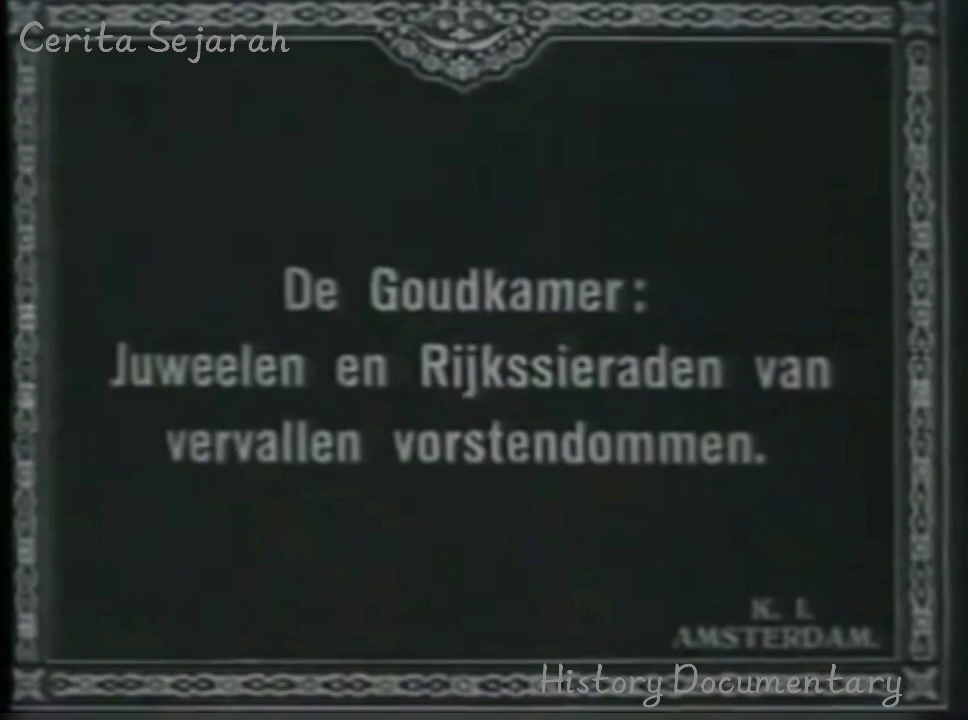 Cerita Sejarah
De Goudkamer:
Juweelen en Rijkssieraden van
vervallen vorstendommen.
K. I.
AMSTERDAM.
History Documentary